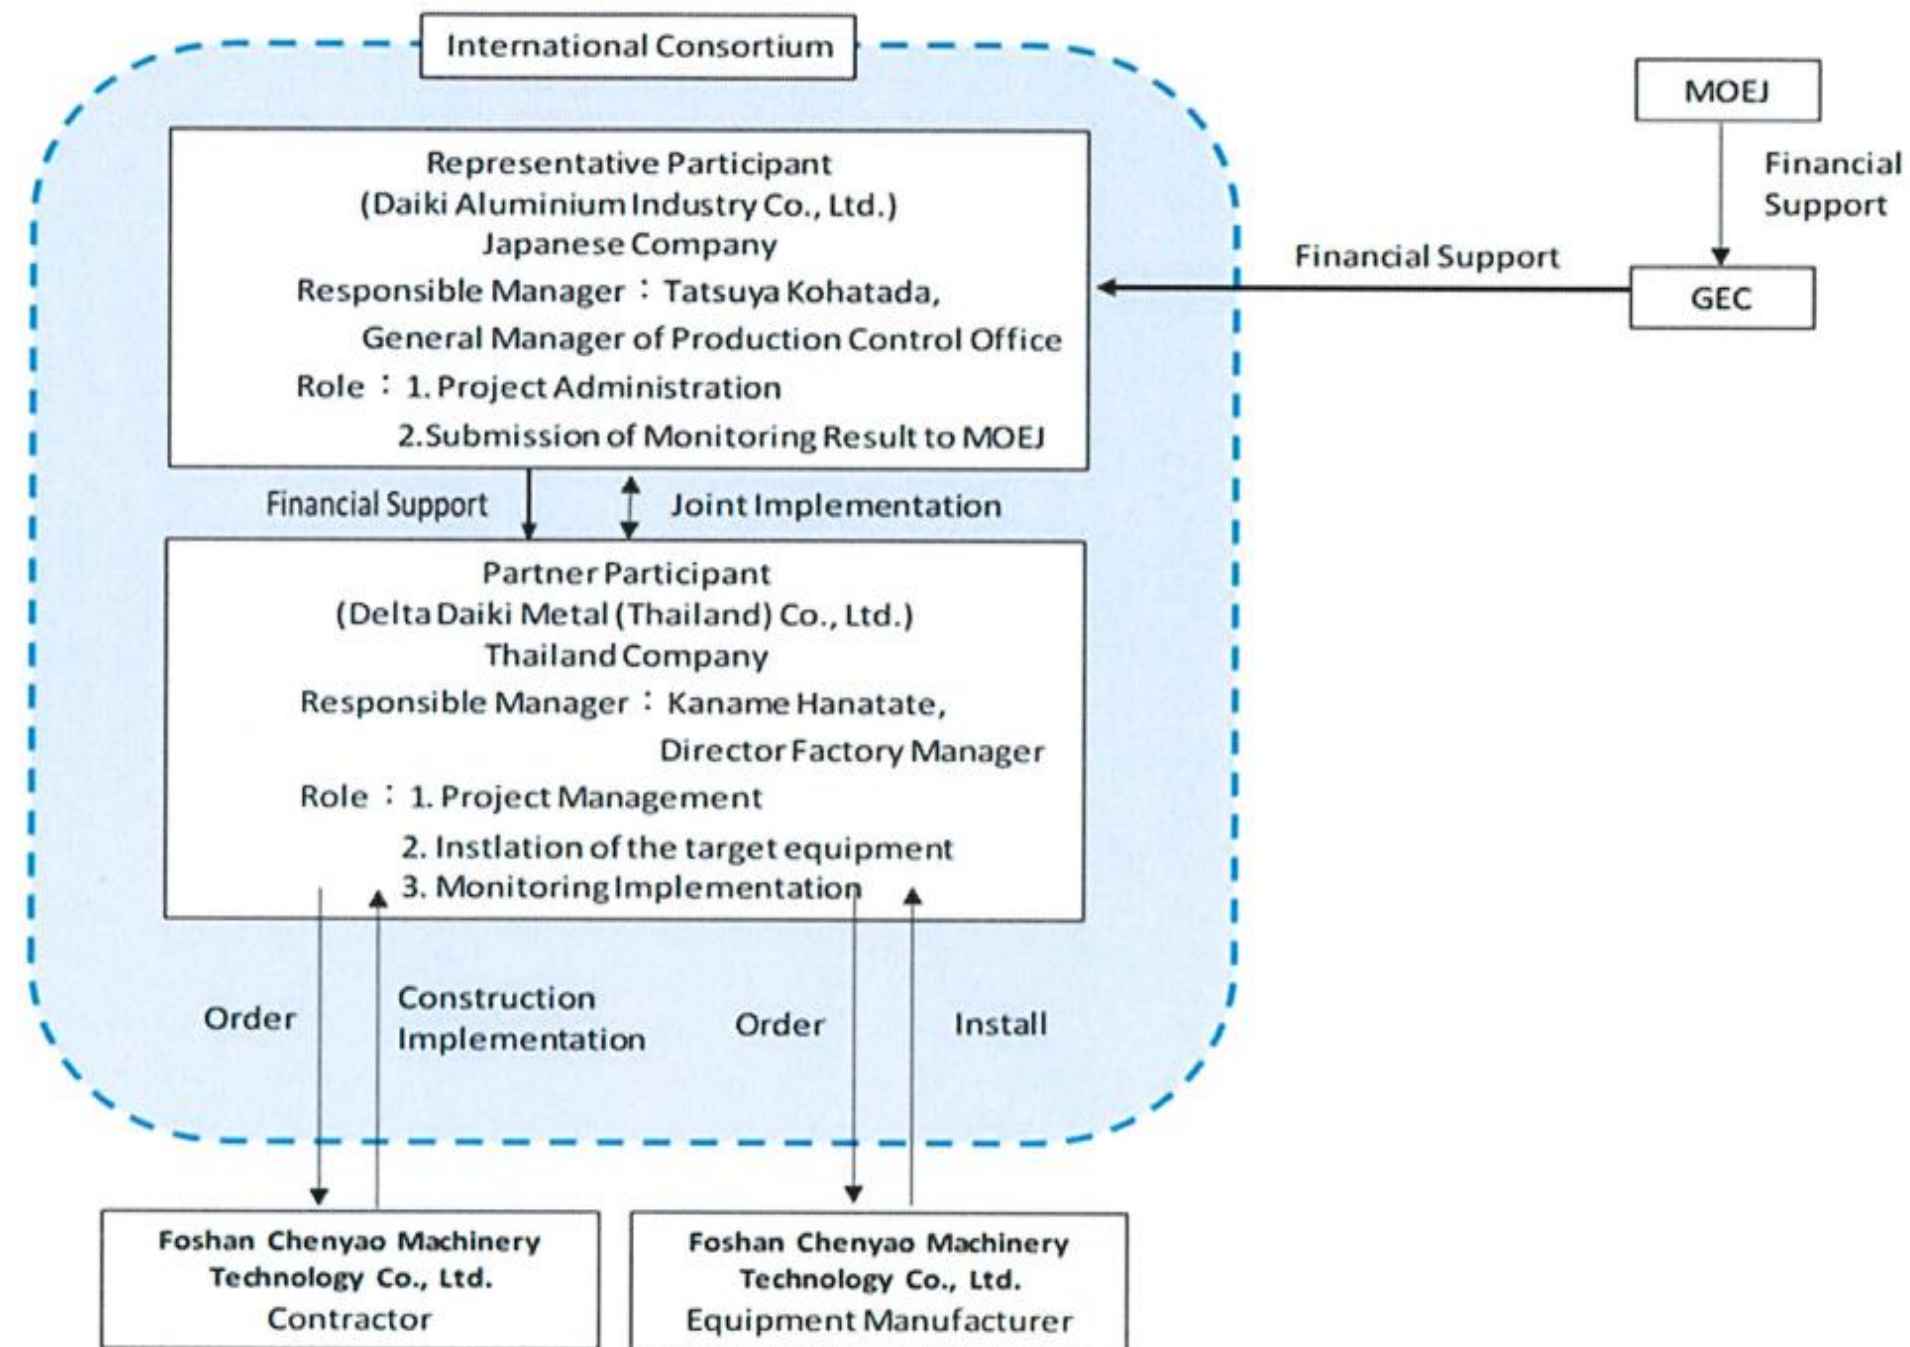 International Consortium
MOEJ
Financial
Support
GEC
Financial Support
Representative Participant
(Daiki Aluminium Industry Co., Ltd.)
Japanese Company
Responsible Manager：Tatsuya Kohatada,
General Manager of Production Control Office
Role：1. Project Administration
2.Submission of Monitoring Result to MOEJ
Financial Support
Joint Implementation
Partner Participant
(Delta Daiki Metal (Thailand) Co., Ltd.)
Thailand Company
Responsible Manager：Kaname Hanatate,
Director Factory Manager
Role：1. Project Management
2. Instlation of the target equipment
3. Monitoring Implementation
Order
Construction
Implementation
Order
Install
Foshan Chenyao Machinery
Technology Co., Ltd.
Contractor
Foshan Chenyao Machinery
Technology Co., Ltd.
Equipment Manufacturer